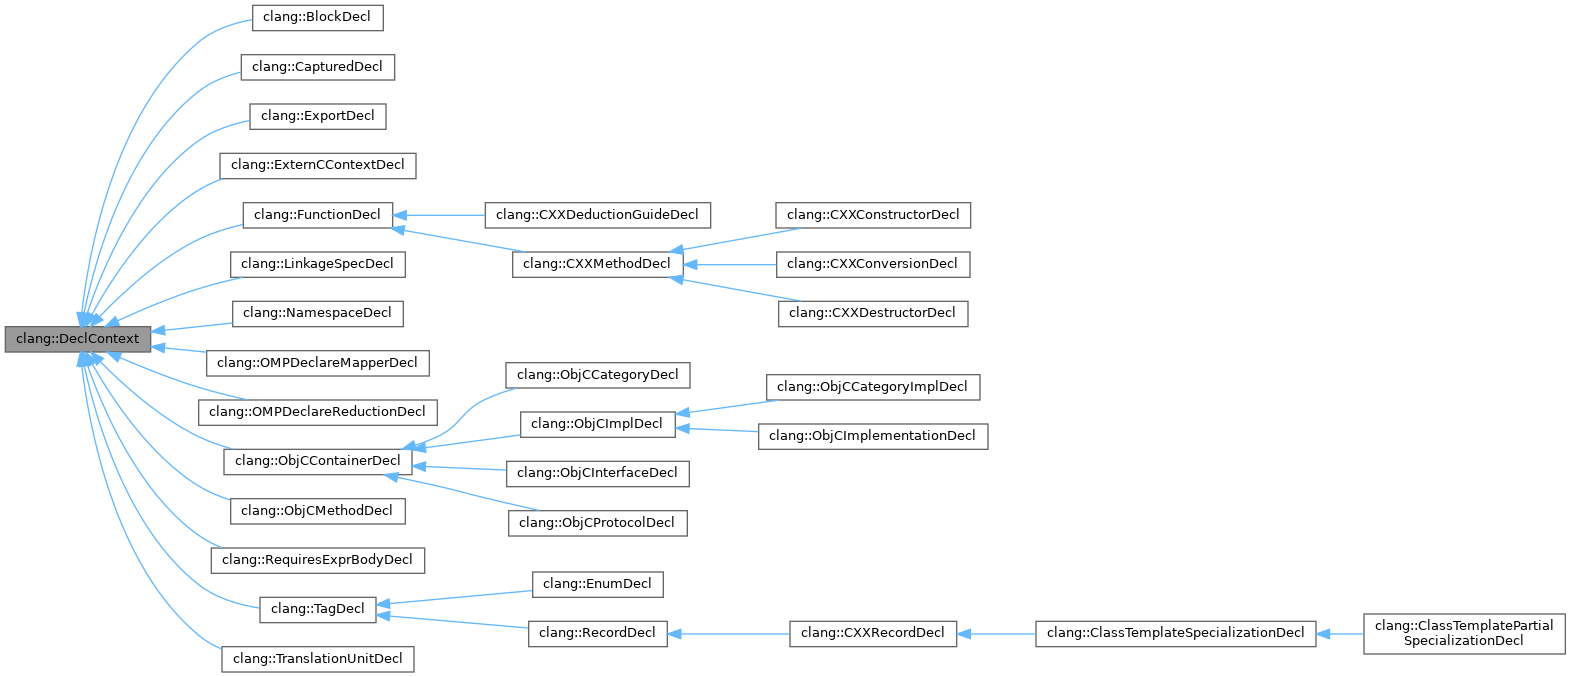 clang::BlockDecl
clang::CapturedDecl
clang::ExportDecl
clang::ExternCContextDecl
clang::FunctionDecl
clang::CXXDeductionGuideDecl
clang::CXXConstructorDecl
clang::LinkageSpecDecl
clang::CXXMethodDecl
clang::CXXConversionDecl
clang::NamespaceDecl
clang::CXXDestructorDecl
clang::DeclContext
clang::OMPDeclareMapperDecl
clang::ObjCCategoryDecl
clang::ObjCCategoryImplDecl
clang::OMPDeclareReductionDecl
clang::ObjCImplDecl
clang::ObjCImplementationDecl
clang::ObjCContainerDecl
clang::ObjCInterfaceDecl
clang::ObjCMethodDecl
clang::ObjCProtocolDecl
clang::RequiresExprBodyDecl
clang::EnumDecl
clang::TagDecl
clang::RecordDecl
clang::CXXRecordDecl
clang::ClassTemplateSpecializationDecl
clang::ClassTemplatePartial
SpecializationDecl
clang::TranslationUnitDecl